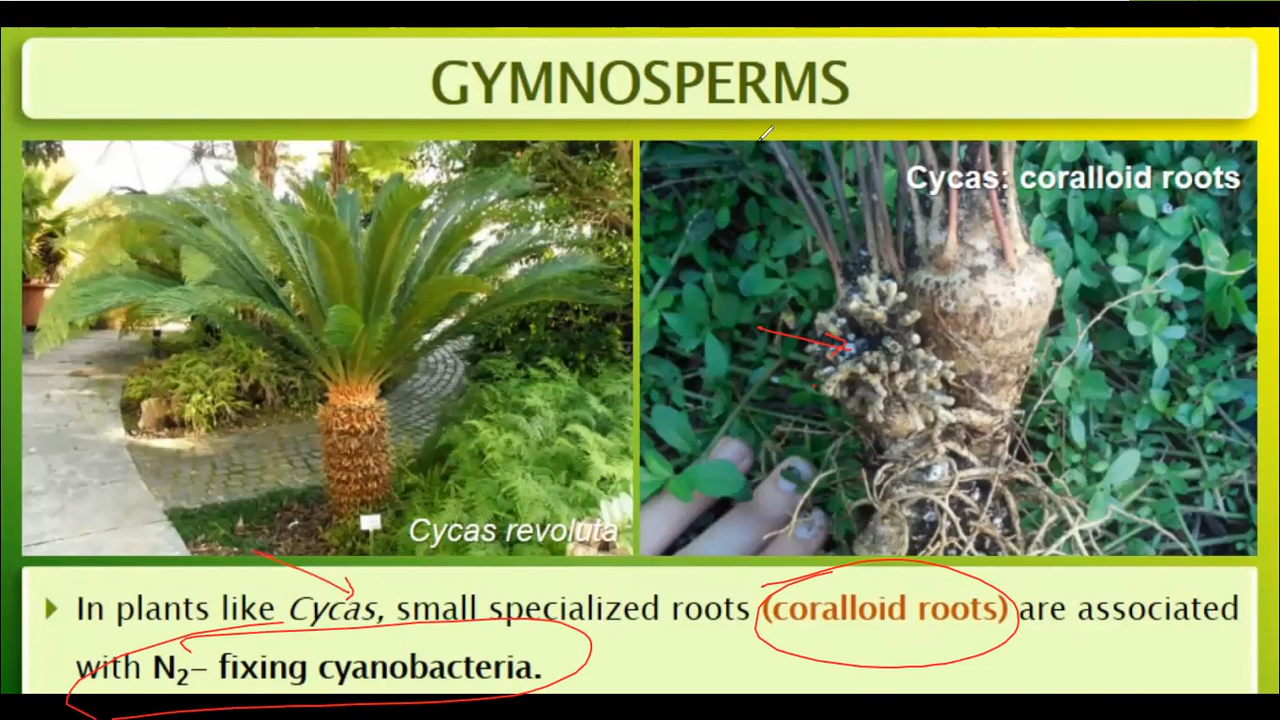 GYMNOSPERMS
Cycas: coralloid roots
Cycas revoluta
In plants like Cycas, small specialized roots (coralloid roots) are associated
with N₂– fixing cyanobacteria.